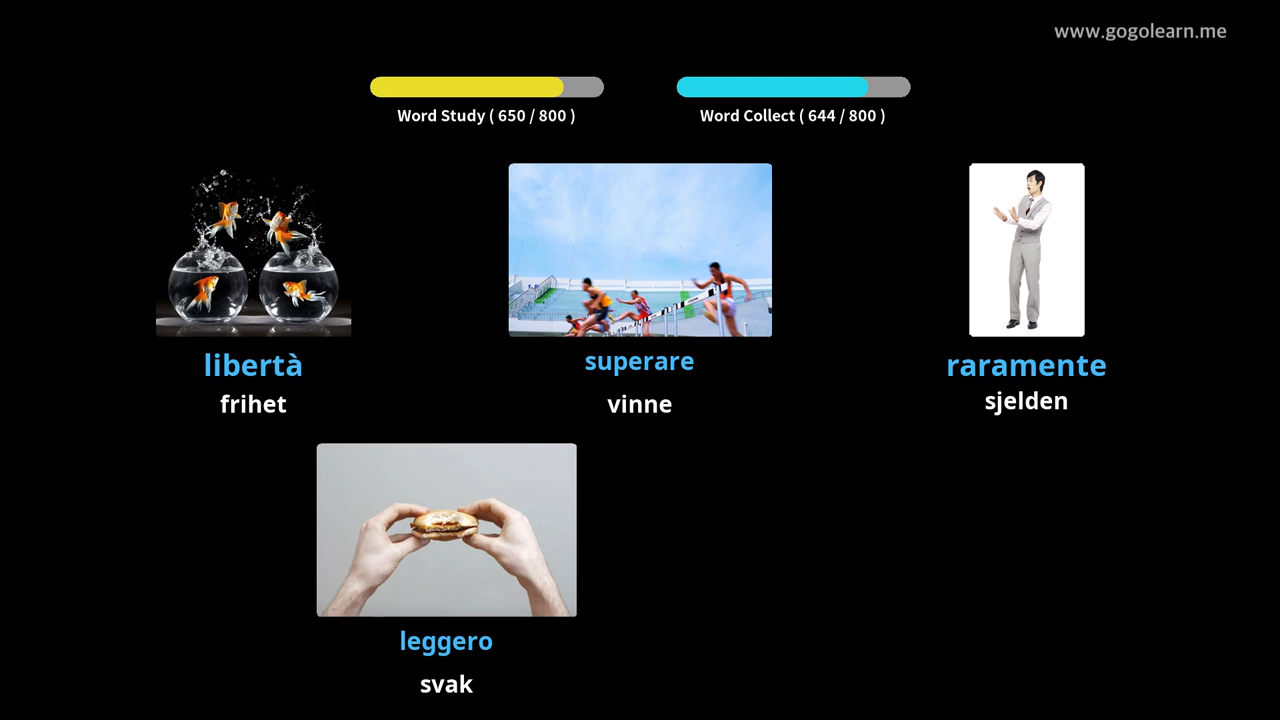 www.gogolearn.me
Word Study ( 650 / 800 )
Word Collect ( 644 / 800 )
libertà
frihet
superare
vinne
raramente
sjelden
leggero
svak